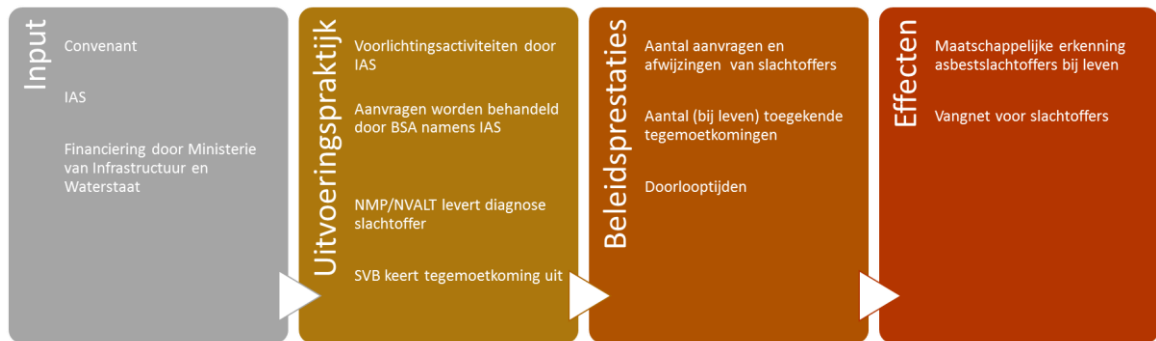 Input
Convenant
IAS
Financiering door Ministerie
van Infrastructuur en
Waterstaat
Uitvoeringspraktijk
Voorlichtingsactiviteiten door
IAS
Aanvragen worden behandeld
door BSA namens IAS
NMP/NVALT levert diagnose
slachtoffer
SVB keert tegemoetkoming uit
Beleidsprestaties
Aantal aanvragen en
afwijzingen van slachtoffers
Aantal (bij leven) toegekende
tegemoetkomingen
Doorlooptijden
Effecten
Maatschappelijke erkenning
asbestslachtoffers bij leven
Vangnet voor slachtoffers